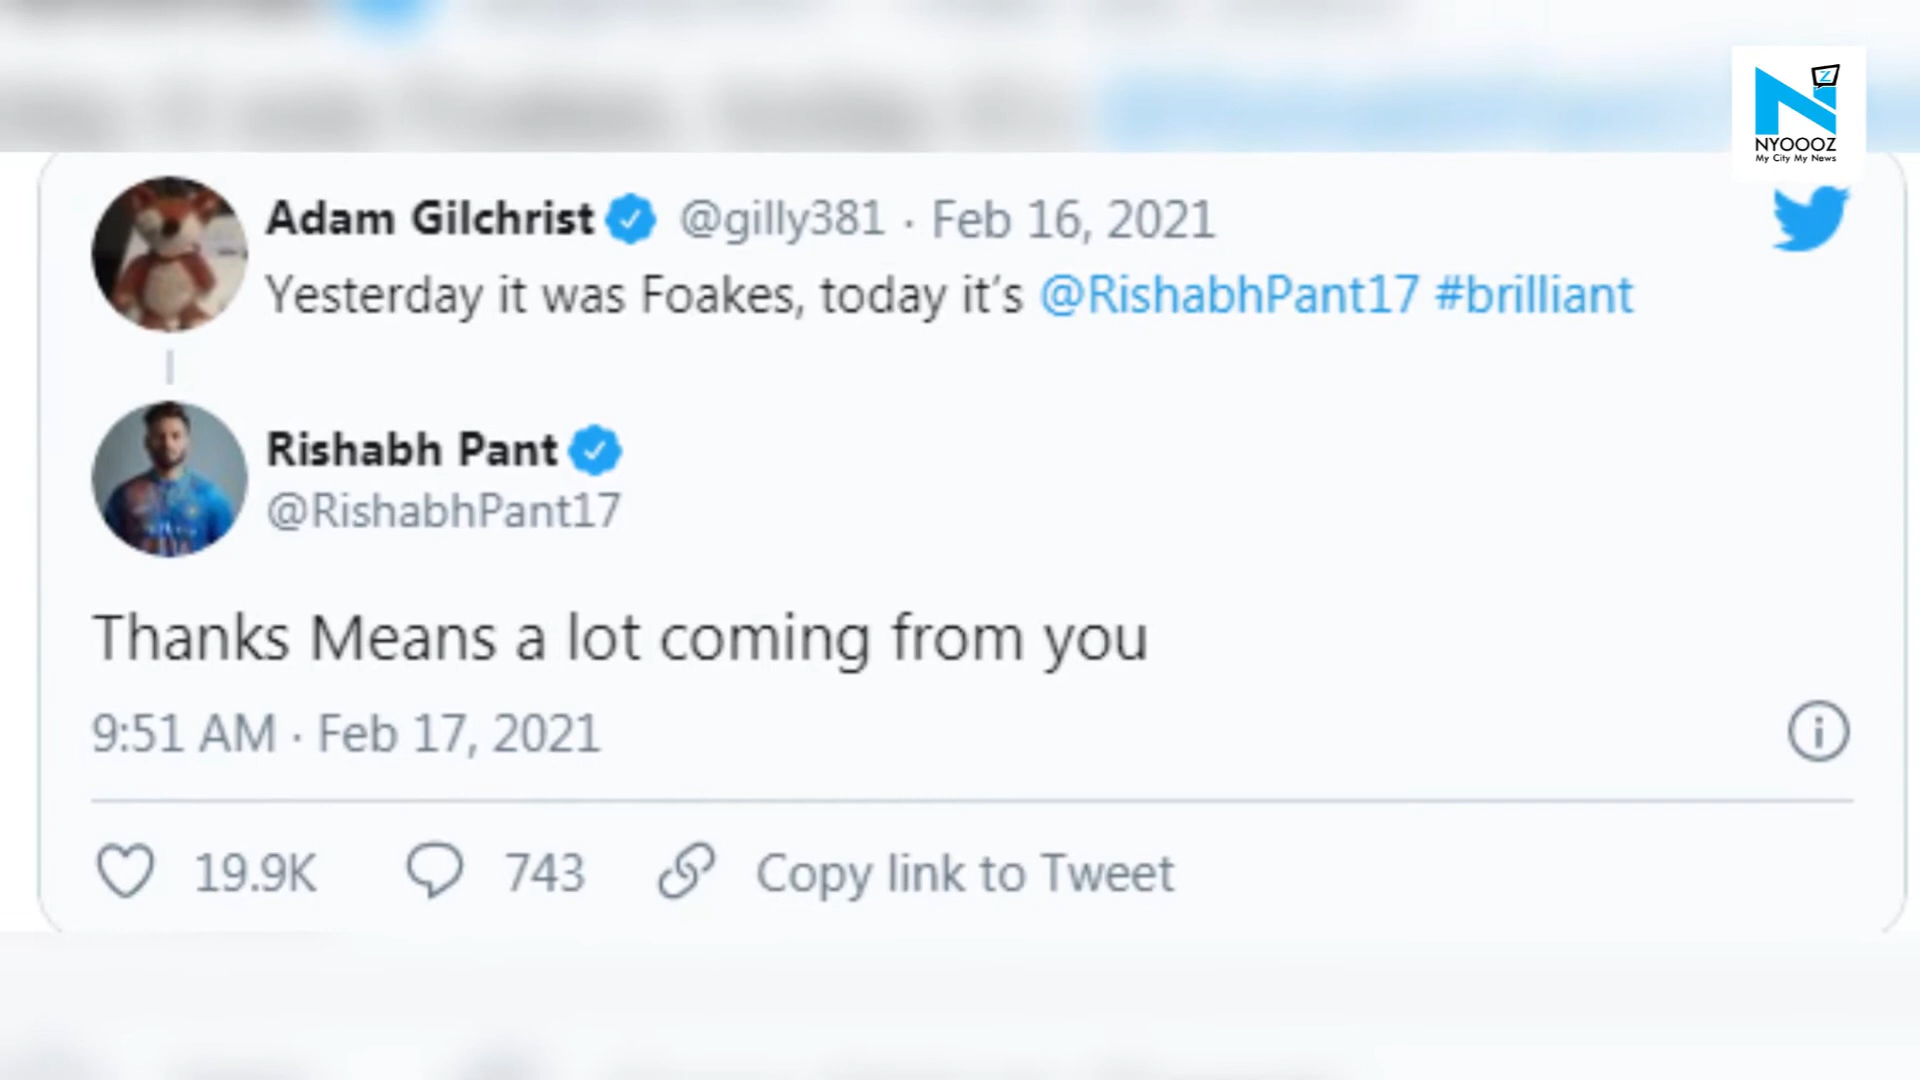 NYOOOZ
My City My News
Adam Gilchrist @gilly381 · Feb 16, 2021
Yesterday it was Foakes, today it's @RishabhPant17 #brilliant
Rishabh Pant
@RishabhPant17
Thanks Means a lot coming from you
9:51 AM · Feb 17, 2021
19.9K 743 Copy link to Tweet